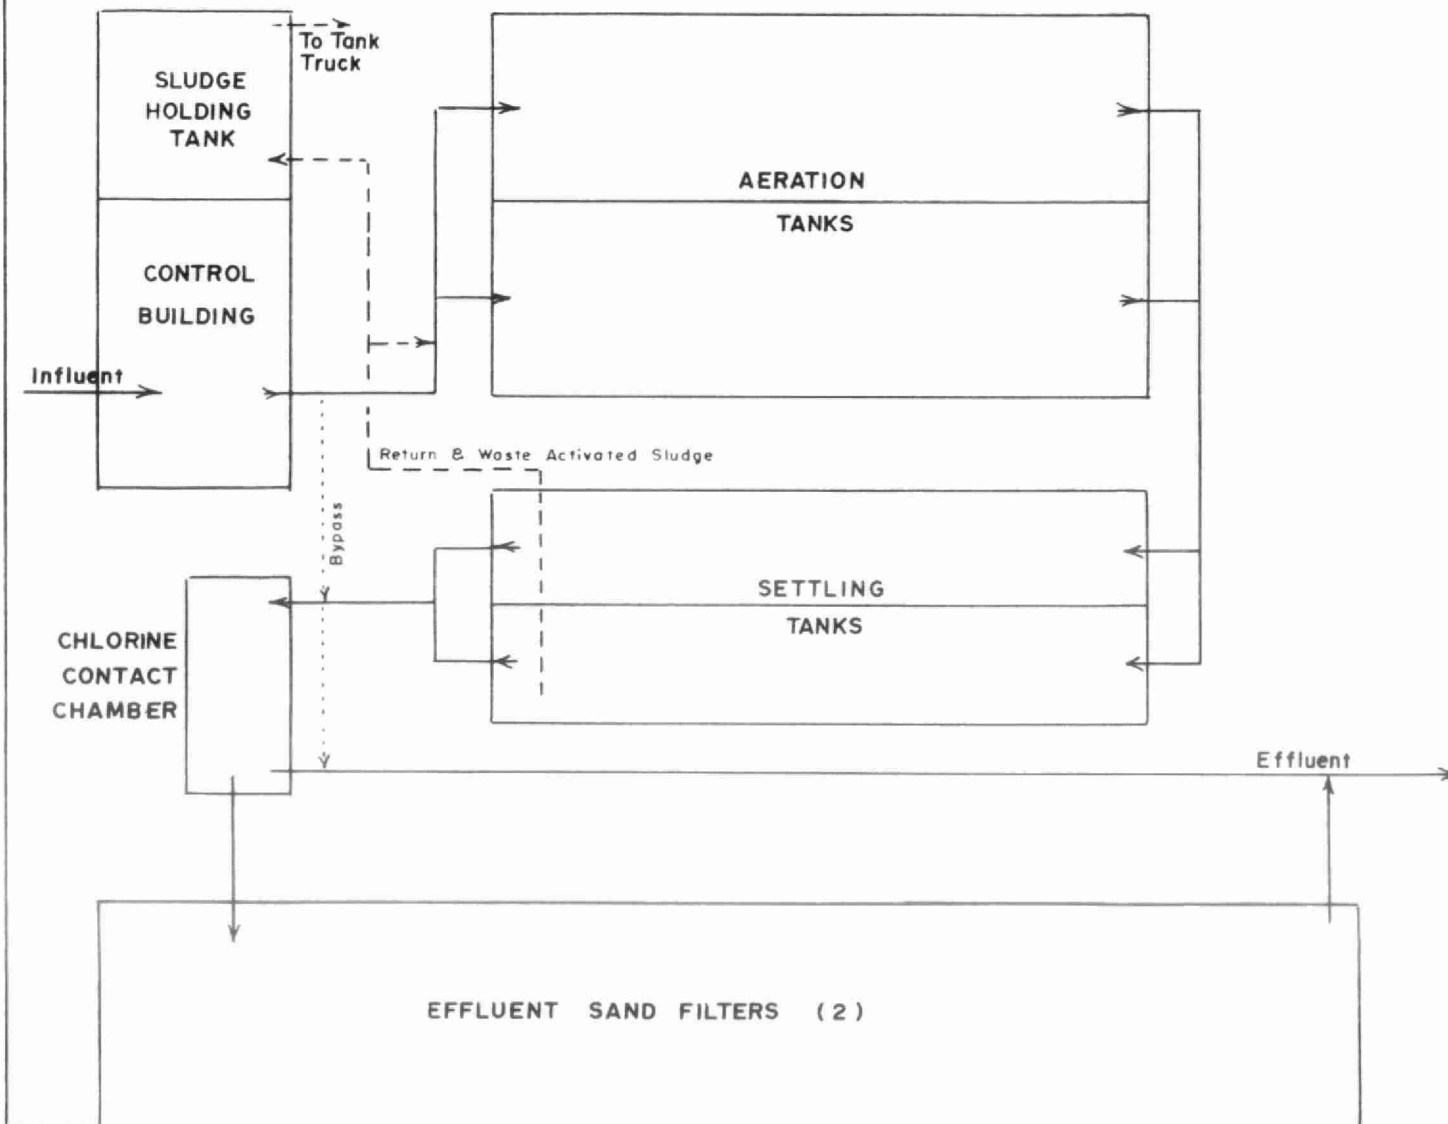 To Tank
Truck
SLUDGE
HOLDING
TANK
AERATION
TANKS
CONTROL
BUILDING
Influent
Return & Waste Activated Sludge
Bypass
SETTLING
TANKS
CHLORINE
CONTACT
CHAMBER
Effluent
EFFLUENT SAND FILTERS (2)